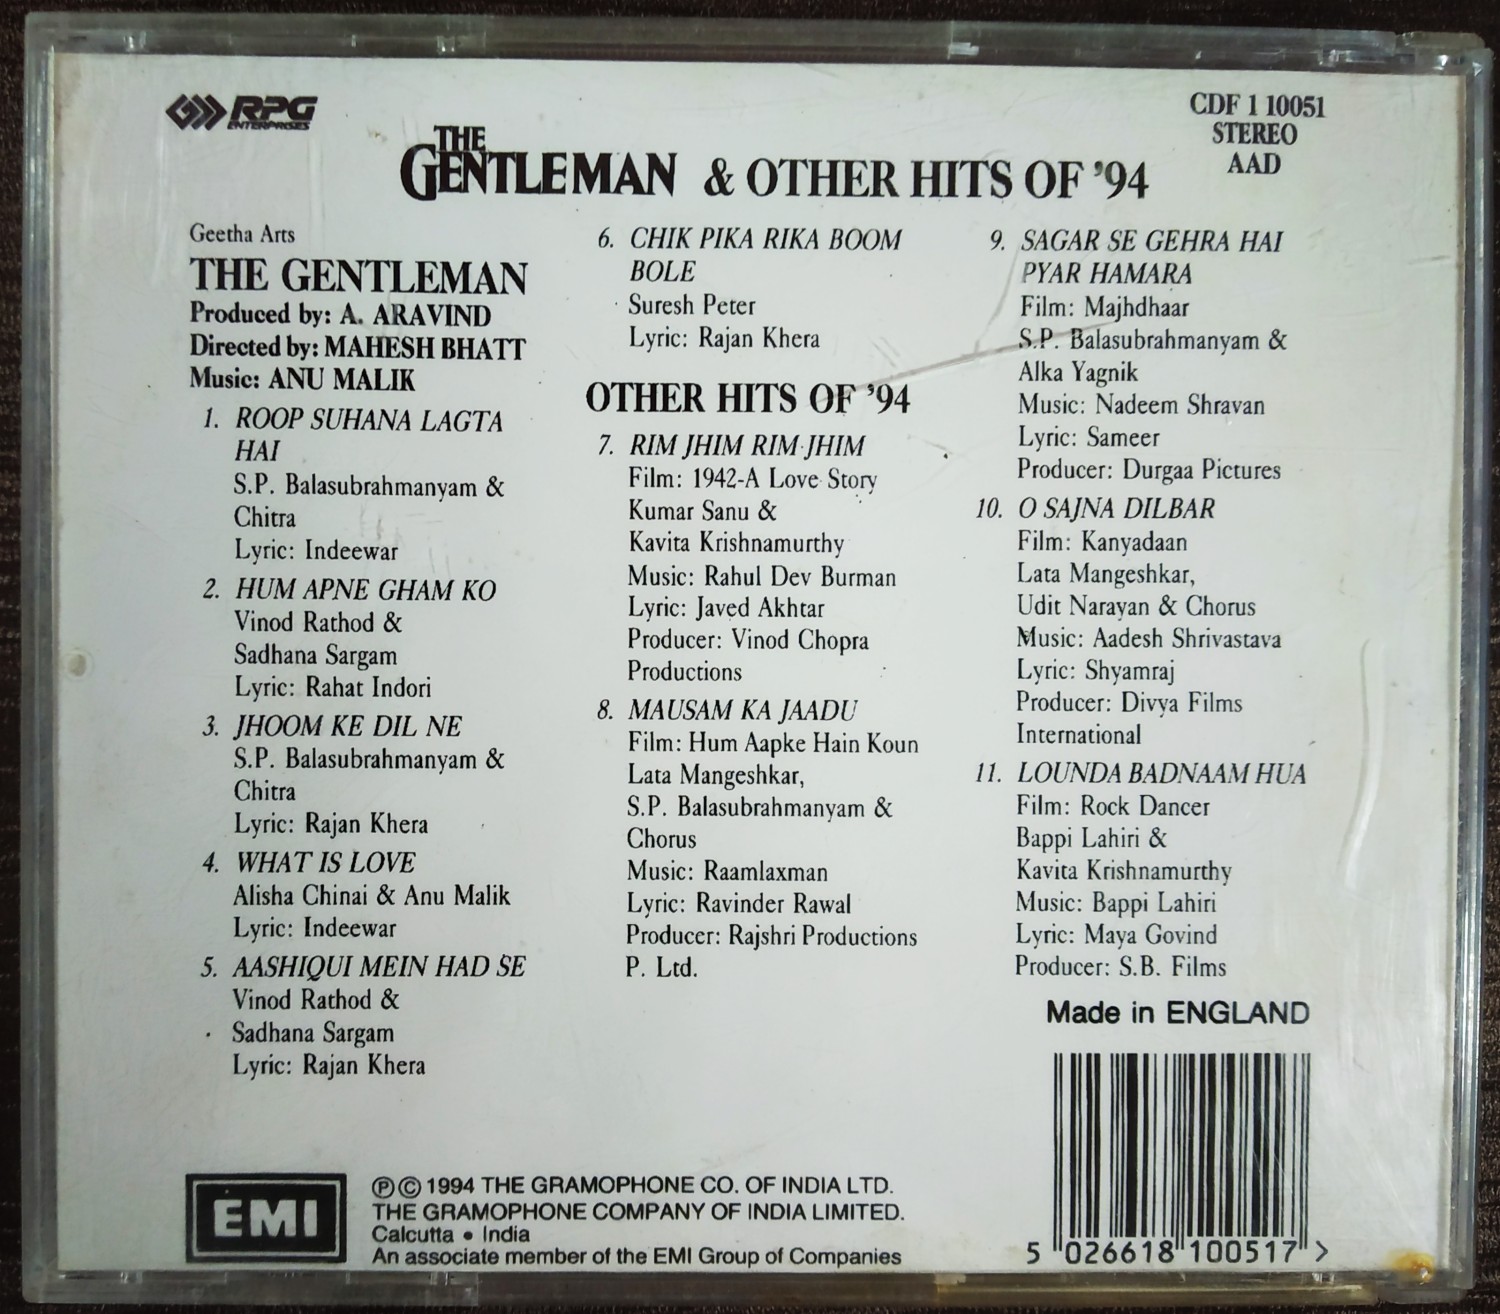 RPG
ENTERPRISES
CDF 1 10051
STEREO
AAD
THE
GENTLEMAN & OTHER HITS OF '94
Geetha Arts
THE GENTLEMAN
Produced by: A. ARAVIND
Directed by: MAHESH BHATT
Music: ANU MALIK
1. ROOP SUHANA LAGTA
HAI
S.P. Balasubrahmanyam &
Chitra
Lyric: Indeewar
2. HUM APNE GHAM KO
Vinod Rathod &
Sadhana Sargam
Lyric: Rahat Indori
3. JHOOM KE DIL NE
S.P. Balasubrahmanyam &
Chitra
Lyric: Rajan Khera
4. WHAT IS LOVE
Alisha Chinai & Anu Malik
Lyric: Indeewar
5. AASHIQUI MEIN HAD SE
Vinod Rathod &
Sadhana Sargam
Lyric: Rajan Khera
6. CHIK PIKA RIKA BOOM
BOLE
Suresh Peter
Lyric: Rajan Khera
OTHER HITS OF '94
7. RIM JHIM RIM JHIM
Film: 1942-A Love Story
Kumar Sanu &
Kavita Krishnamurthy
Music: Rahul Dev Burman
Lyric: Javed Akhtar
Producer: Vinod Chopra
Productions
8. MAUSAM KA JAADU
Film: Hum Aapke Hain Koun
Lata Mangeshkar,
S.P. Balasubrahmanyam &
Chorus
Music: Raamlaxman
Lyric: Ravinder Rawal
Producer: Rajshri Productions
P. Ltd.
9. SAGAR SE GEHRA HAI
PYAR HAMARA
Film: Majhdhaar
S.P. Balasubrahmanyam &
Alka Yagnik
Music: Nadeem Shravan
Lyric: Sameer
Producer: Durgaa Pictures
10. O SAJNA DILBAR
Film: Kanyadaan
Lata Mangeshkar,
Udit Narayan & Chorus
Music: Aadesh Shrivastava
Lyric: Shyamraj
Producer: Divya Films
International
11. LOUNDA BADNAAM HUA
Film: Rock Dancer
Bappi Lahiri &
Kavita Krishnamurthy
Music: Bappi Lahiri
Lyric: Maya Govind
Producer: S.B. Films
Made in ENGLAND
5 026618 100517 >
EMI
℗ © 1994 THE GRAMOPHONE CO. OF INDIA LTD.
THE GRAMOPHONE COMPANY OF INDIA LIMITED.
Calcutta • India
An associate member of the EMI Group of Companies